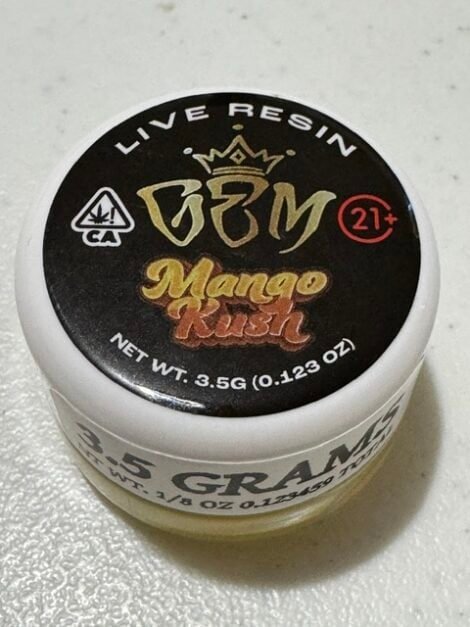 LIVE RESIN
GEM
CA
21+
Mango
Kush
NET WT. 3.5G (0.123 OZ)
3.5 GRAMS
WT. 1/8 OZ 0.123459